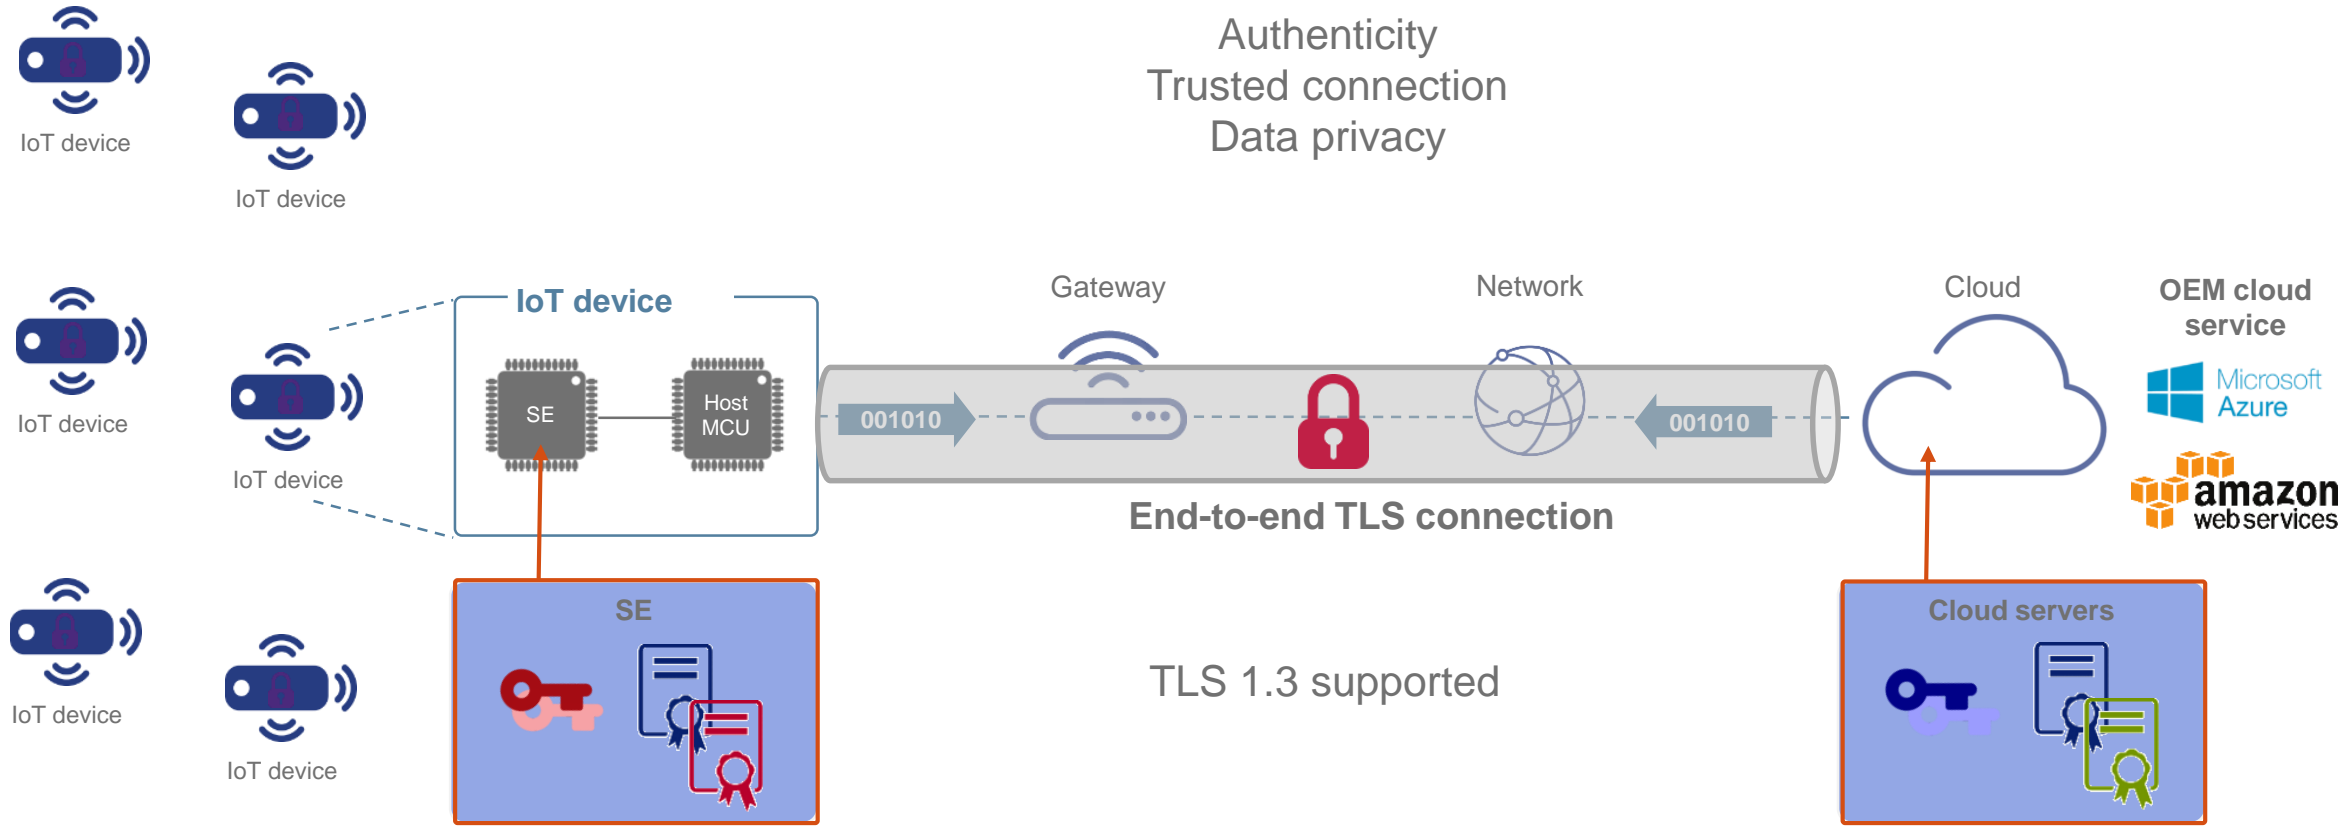 Authenticity
Trusted connection
Data privacy
IoT device
IoT device
IoT device
IoT device
IoT device
IoT device
IoT device
SE
Host
MCU
001010
Gateway
Network
001010
Cloud
OEM cloud
service
Microsoft
Azure
amazon
web services
End-to-end TLS connection
TLS 1.3 supported
SE
Cloud servers